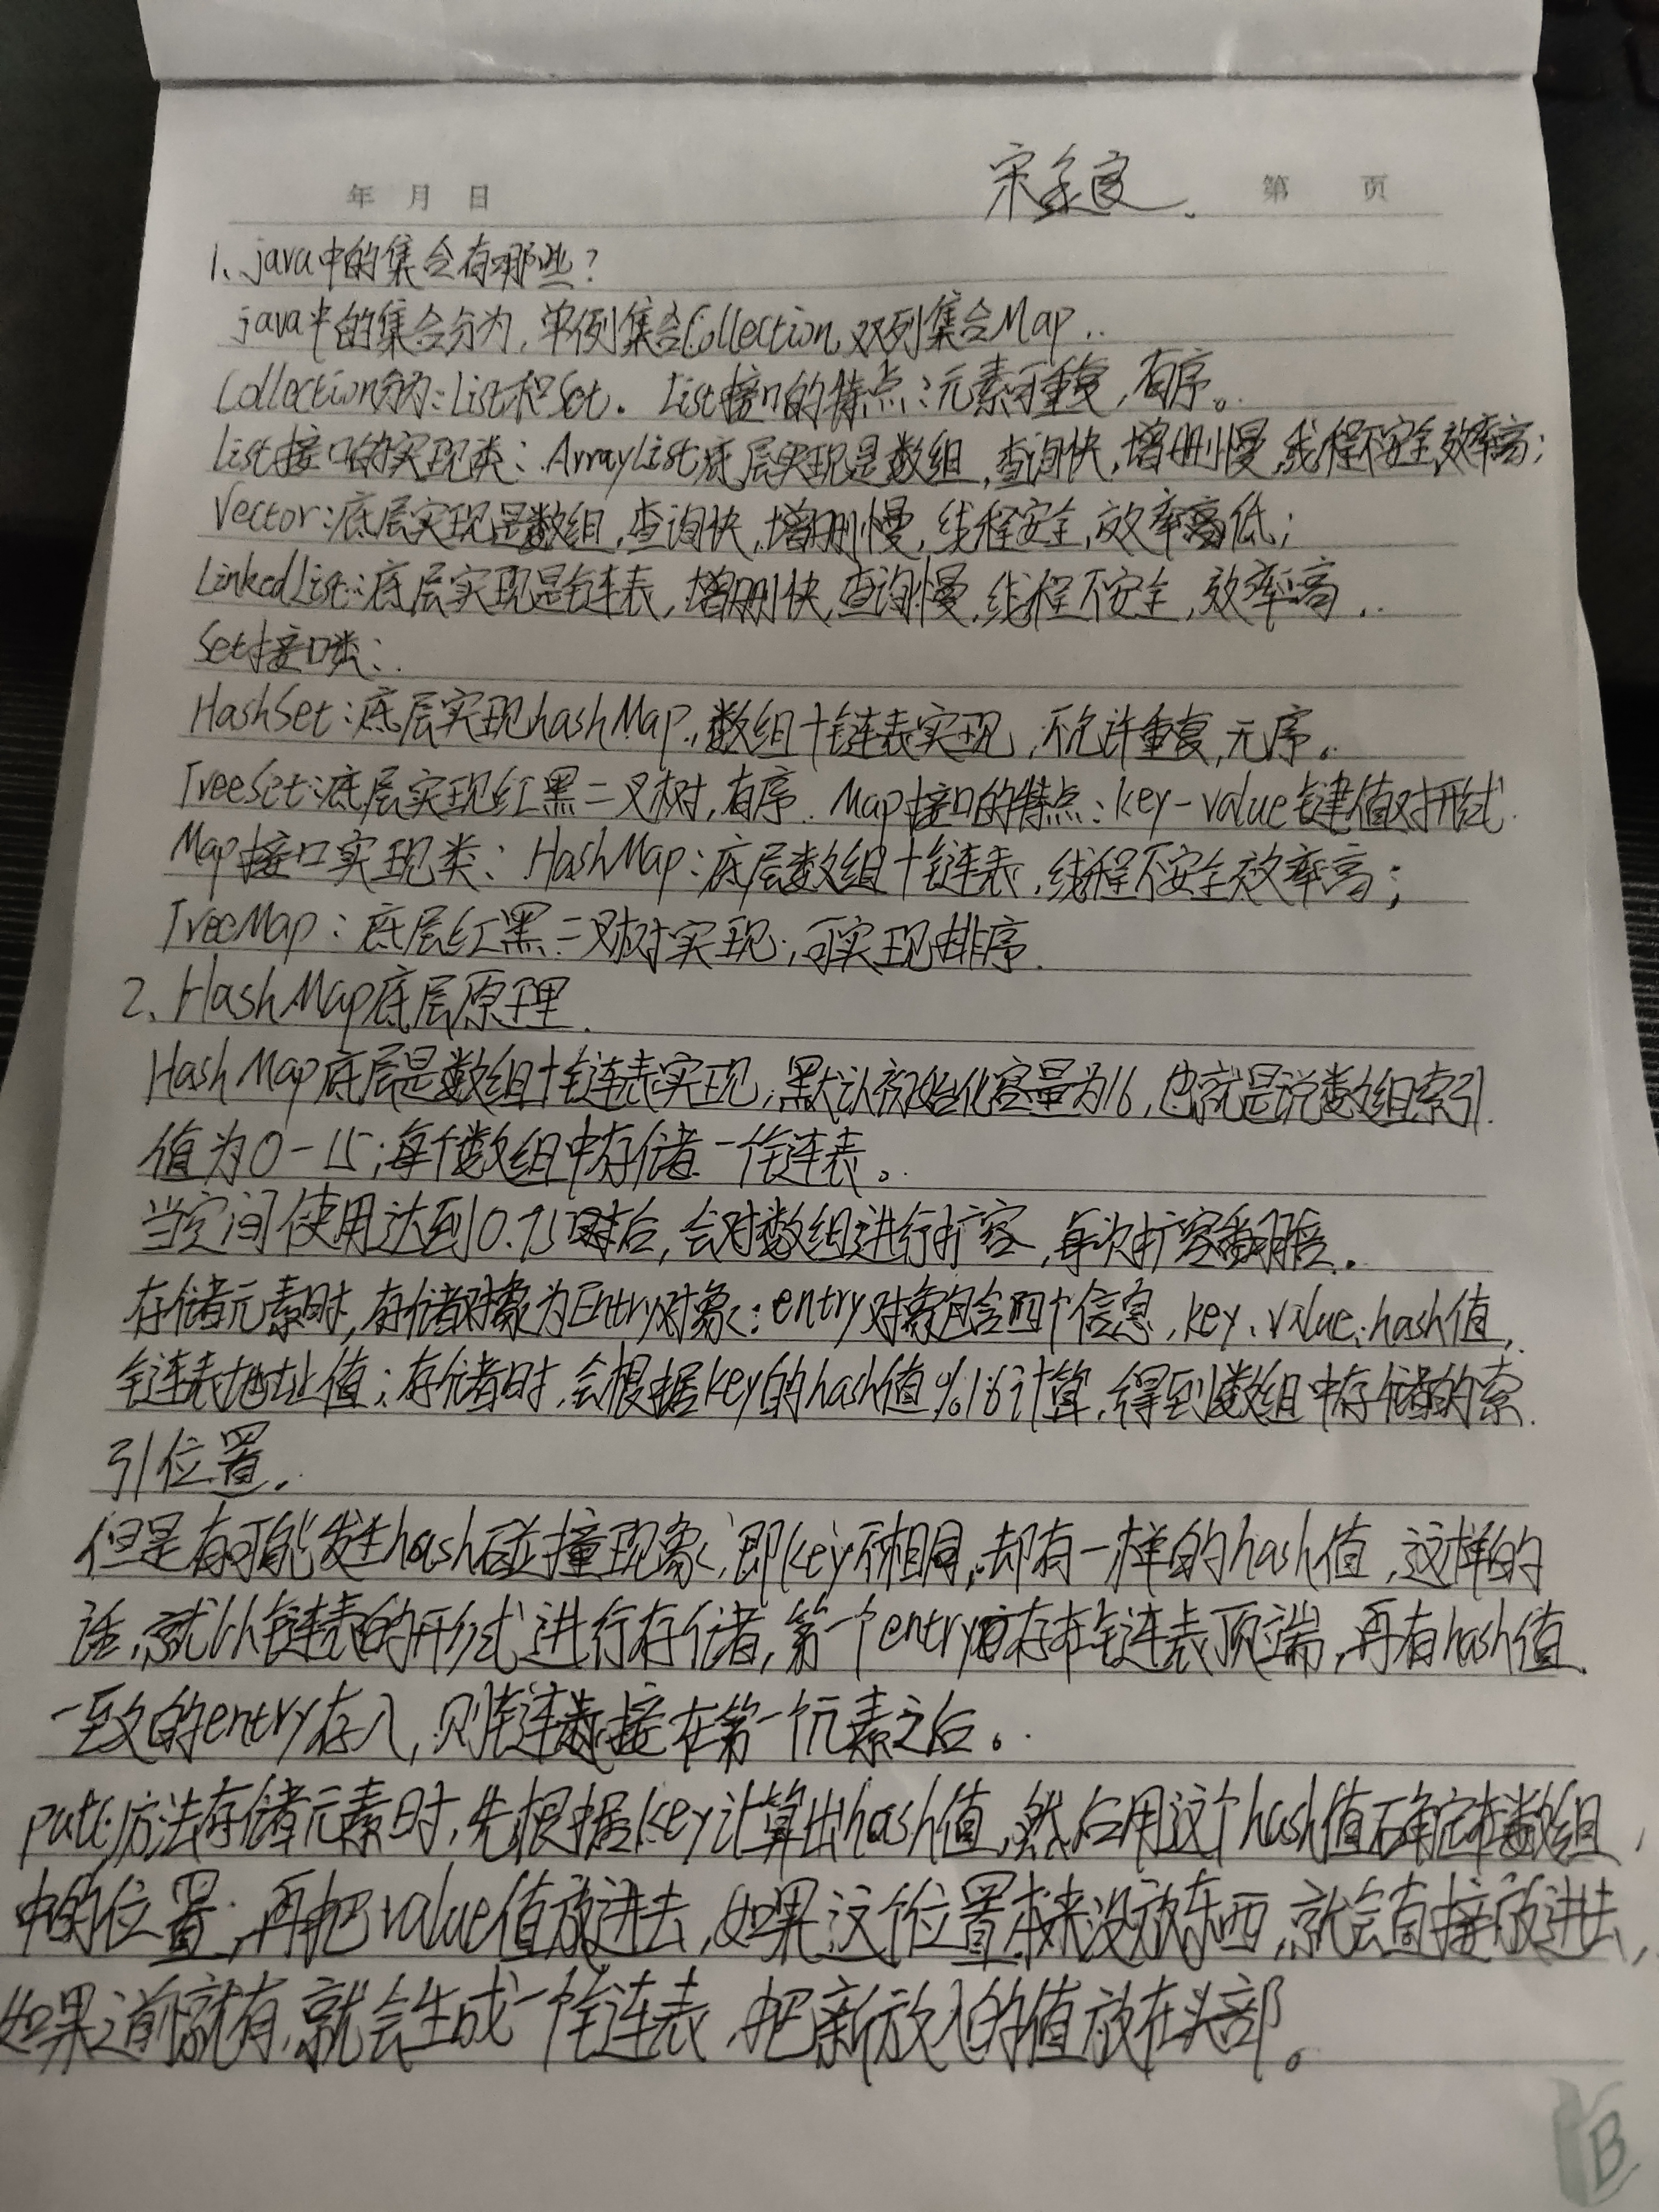 年 月 日 宋 良 第 页
1、java中的集合有哪些?
java中的集合分为,单例集合Collection,双列集合Map..
Collection分为:List和Set. List接口的特点:元素可重复,有序。
List接口的实现类:ArrayList底层实现是数组,查询快,增删慢,线程不安全,效率高;
Vector:底层实现是数组,查询快,增删慢,线程安全,效率低;
LinkedList:底层实现是链表,增删快,查询慢,线程不安全,效率高..
Set接口类:.
HashSet:底层实现hashMap.,数组+链表实现,不允许重复,无序。
TreeSet:底层实现红黑二叉树,有序. Map接口的特点:key-value键值对形式.
Map接口实现类:HashMap:底层数组+链表,线程不安全效率高;
TreeMap:底层红黑二叉树实现,可实现排序.
2、HashMap底层原理.
HashMap底层是数组+链表实现,默认初始化容量为16,也就是说数组索引
值为0-15;每个数组中存储一个链表。
当空间使用达到0.75时后,会对数组进行扩容,每次扩容翻倍.
存储元素时,存储对象为Entry对象:entry对象包含四个信息,key、value、hash值,
链表地址值;存储时,会根据key的hash值%16计算,得到数组中存储的索
引位置.
但是有可能发生hash碰撞现象,即key不相同,却有一样的hash值,这样的
话,就以链表的形式进行存储,第一个entry存在链表顶端,再有hash值
一致的entry存入,则链表接在第一个元素之后。
put()方法存储元素时,先根据key计算出hash值,然后用这个hash值确定在数组
中的位置,再把value值放进去,如果这个位置本来没放东西,就会直接放进去,
如果之前就有,就会生成一个链表,把新放入的值放在头部。
B